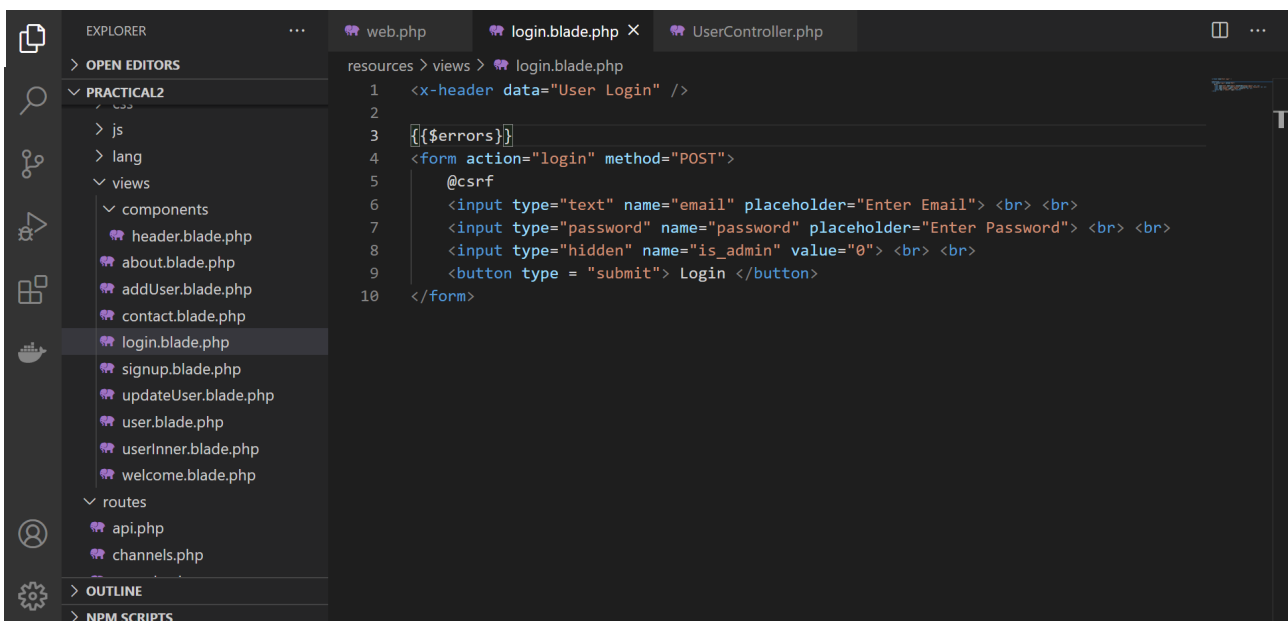 EXPLORER
web.php
login.blade.php
UserController.php
OPEN EDITORS
PRACTICAL2
css
js
lang
views
components
header.blade.php
about.blade.php
addUser.blade.php
contact.blade.php
login.blade.php
signup.blade.php
updateUser.blade.php
user.blade.php
userInner.blade.php
welcome.blade.php
routes
api.php
channels.php
OUTLINE
NPM SCRIPTS
resources > views > login.blade.php
1 <x-header data="User Login" />
2
3 {{$errors}}
4 <form action="login" method="POST">
5 @csrf
6 <input type="text" name="email" placeholder="Enter Email"> <br> <br>
7 <input type="password" name="password" placeholder="Enter Password"> <br> <br>
8 <input type="hidden" name="is_admin" value="0"> <br> <br>
9 <button type = "submit"> Login </button>
10 </form>